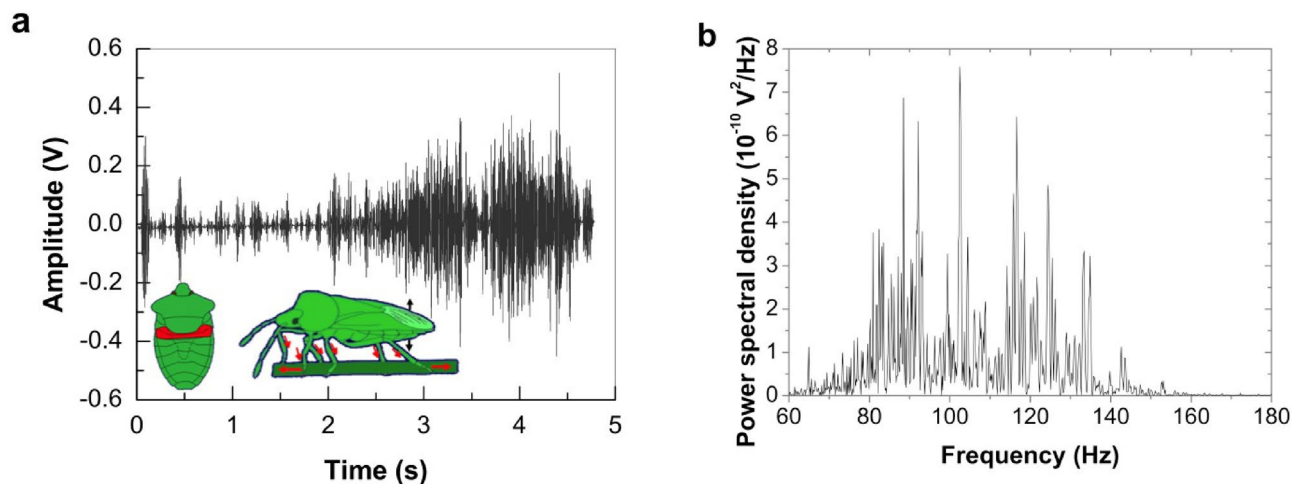 a
Amplitude (V)
0.6
0.4
0.2
0.0
-0.2
-0.4
-0.6
0 1 2 3 4 5
Time (s)
b
Power spectral density (10⁻¹⁰ V²/Hz)
8
7
6
5
4
3
2
1
0
60 80 100 120 140 160 180
Frequency (Hz)